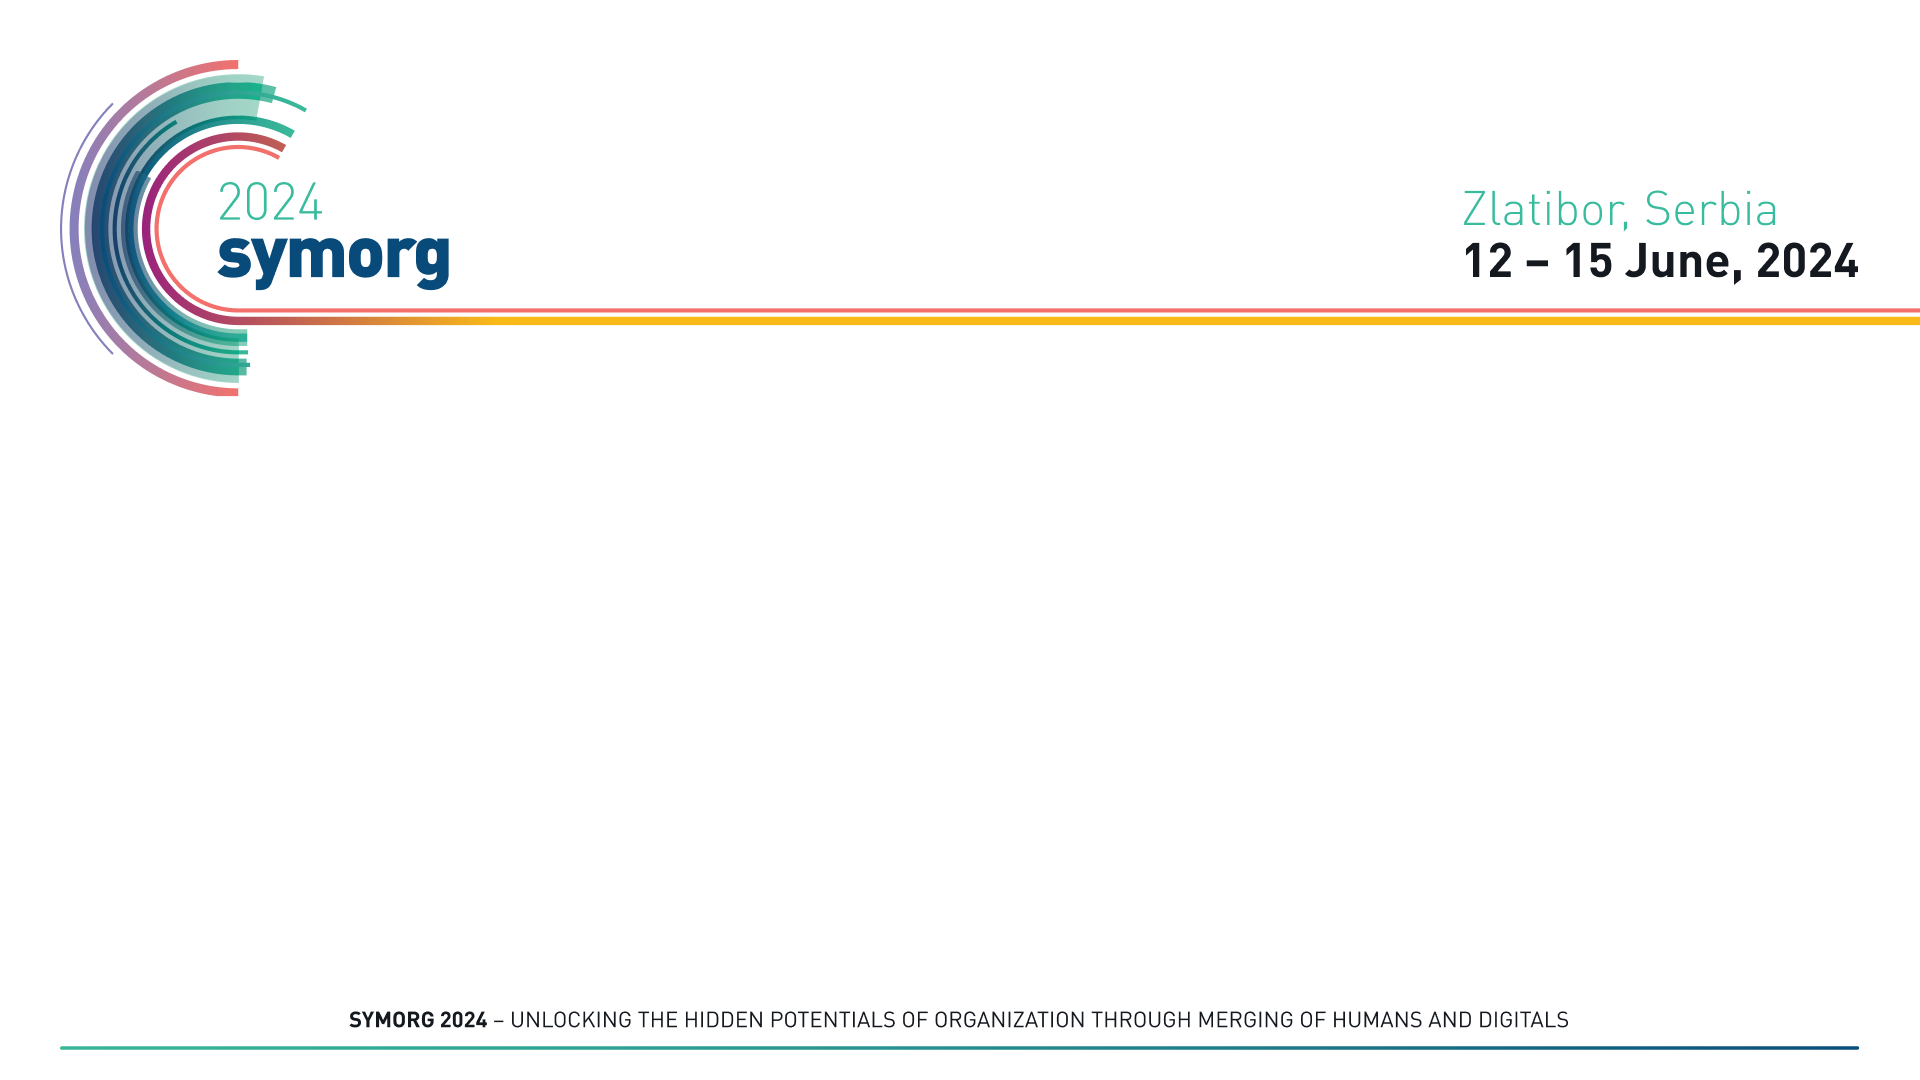 2024
symorg
Zlatibor, Serbia
12 – 15 June, 2024
SYMORG 2024 – UNLOCKING THE HIDDEN POTENTIALS OF ORGANIZATION THROUGH MERGING OF HUMANS AND DIGITALS